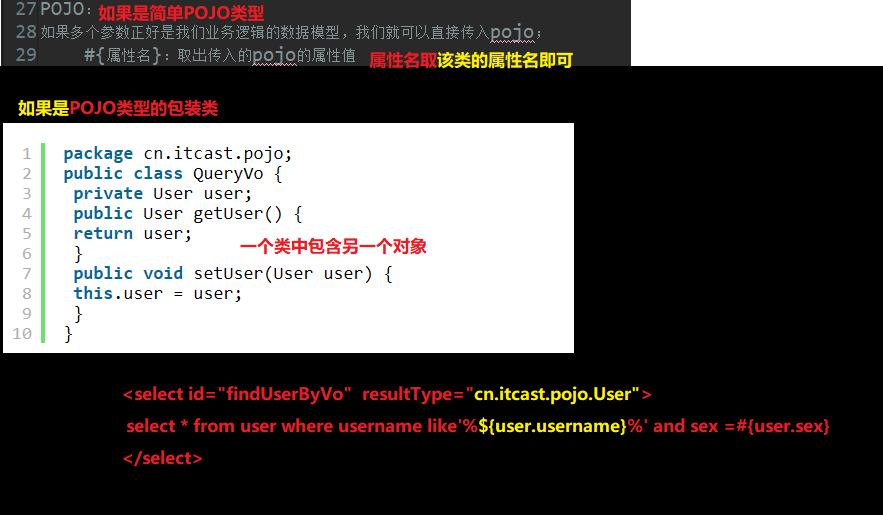 27 POJO：如果是简单POJO类型
28 如果多个参数正好是我们业务逻辑的数据模型，我们就可以直接传入pojo；
29 #{属性名}：取出传入的pojo的属性值 属性名取该类的属性名即可
如果是POJO类型的包装类
1 package cn.itcast.pojo;
2 public class QueryVo {
3 private User user;
4 public User getUser() {
5 return user;
一个类中包含另一个对象
6 }
7 public void setUser(User user) {
8 this.user = user;
9 }
10 }
<select id="findUserByVo" resultType="cn.itcast.pojo.User">
select * from user where username like'%${user.username}%' and sex =#{user.sex}
</select>